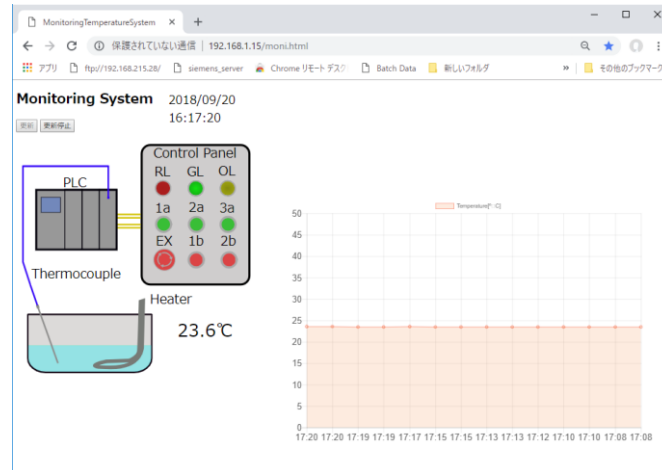 MonitoringTemperatureSystem
保護されていない通信 | 192.168.1.15/moni.html
アプリ ftp://192.168.215.28/ siemens_server Chrome リモート デスク Batch Data 新しいフォルダ » その他のブックマーク
Monitoring System
2018/09/20
16:17:20
更新 更新停止
Control Panel
RL GL OL
PLC
1a 2a 3a
EX 1b 2b
Thermocouple
Heater
23.6℃
Temperature[°C]
50
45
40
35
30
25
20
15
10
5
0
17:20 17:20 17:19 17:19 17:17 17:15 17:15 17:13 17:13 17:12 17:10 17:10 17:08 17:08